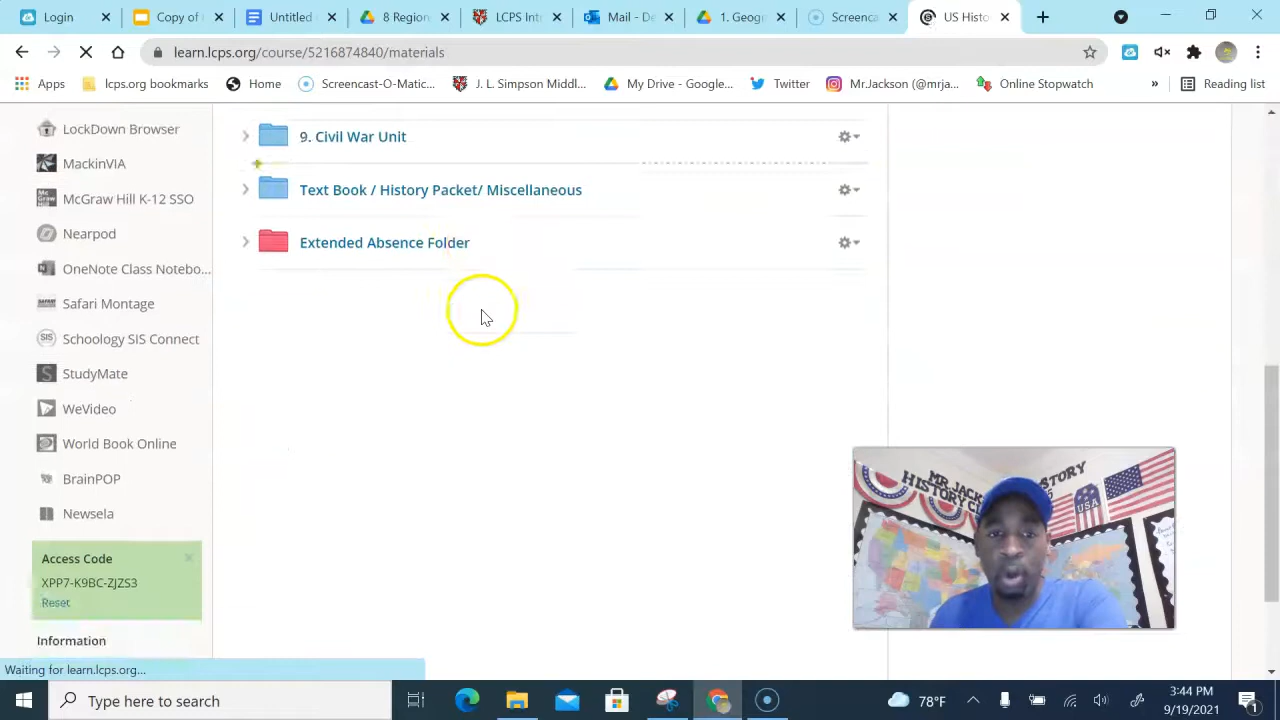 Login
Copy of
Untitled
8 Region
LCPS Int
Mail - De
1. Geog
Screenca
US Histo
learn.lcps.org/course/5216874840/materials
Apps
lcps.org bookmarks
Home
Screencast-O-Matic...
J. L. Simpson Middl...
My Drive - Google...
Twitter
Mr.Jackson (@mrja...
Online Stopwatch
»
Reading list
LockDown Browser
MackinVIA
McGraw Hill K-12 SSO
Nearpod
OneNote Class Notebo...
Safari Montage
Schoology SIS Connect
StudyMate
WeVideo
World Book Online
BrainPOP
Newsela
Access Code
XPP7-K9BC-ZJZS3
Reset
Information
9. Civil War Unit
Text Book / History Packet/ Miscellaneous
Extended Absence Folder
MR. JACK
HISTORY
STORY
USA
Waiting for learn.lcps.org...
Type here to search
78°F
3:44 PM
9/19/2021
1